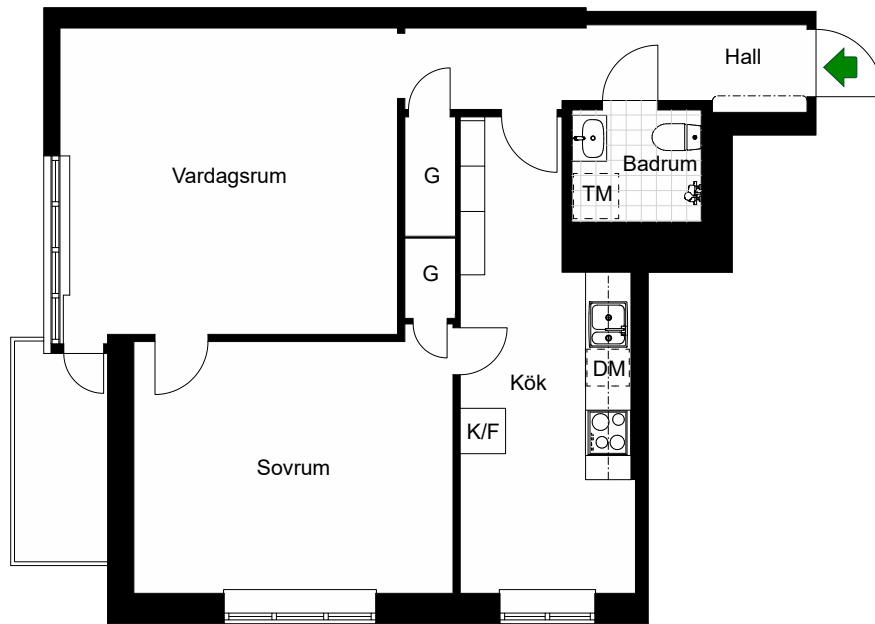 Hall
Vardagsrum
G
Badrum
TM
G
DM
Kök
K/F
Sovrum